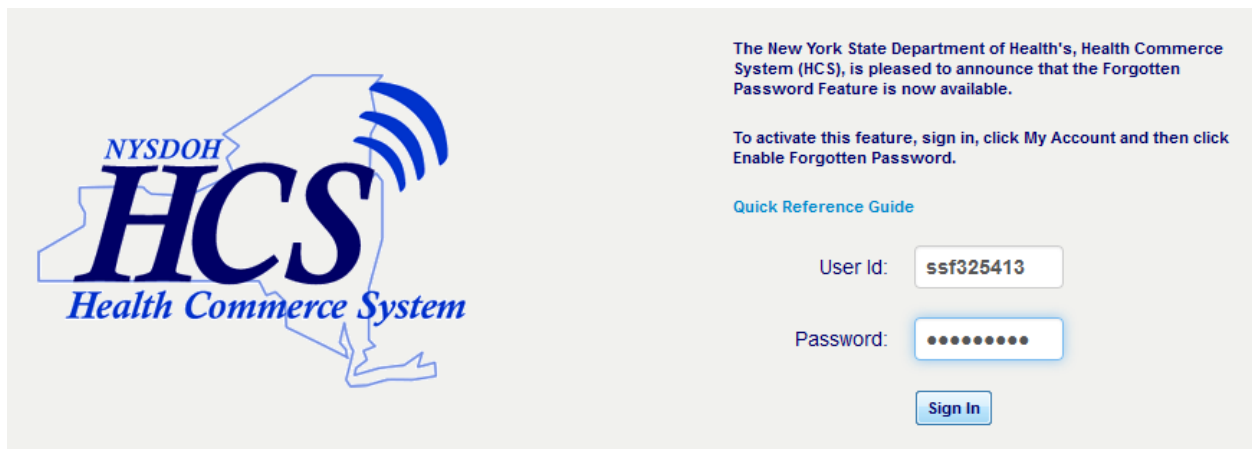 NYSDOH
HCS
Health Commerce System
The New York State Department of Health's, Health Commerce
System (HCS), is pleased to announce that the Forgotten
Password Feature is now available.
To activate this feature, sign in, click My Account and then click
Enable Forgotten Password.
Quick Reference Guide
User Id: ssf325413
Password: •••••••••
Sign In